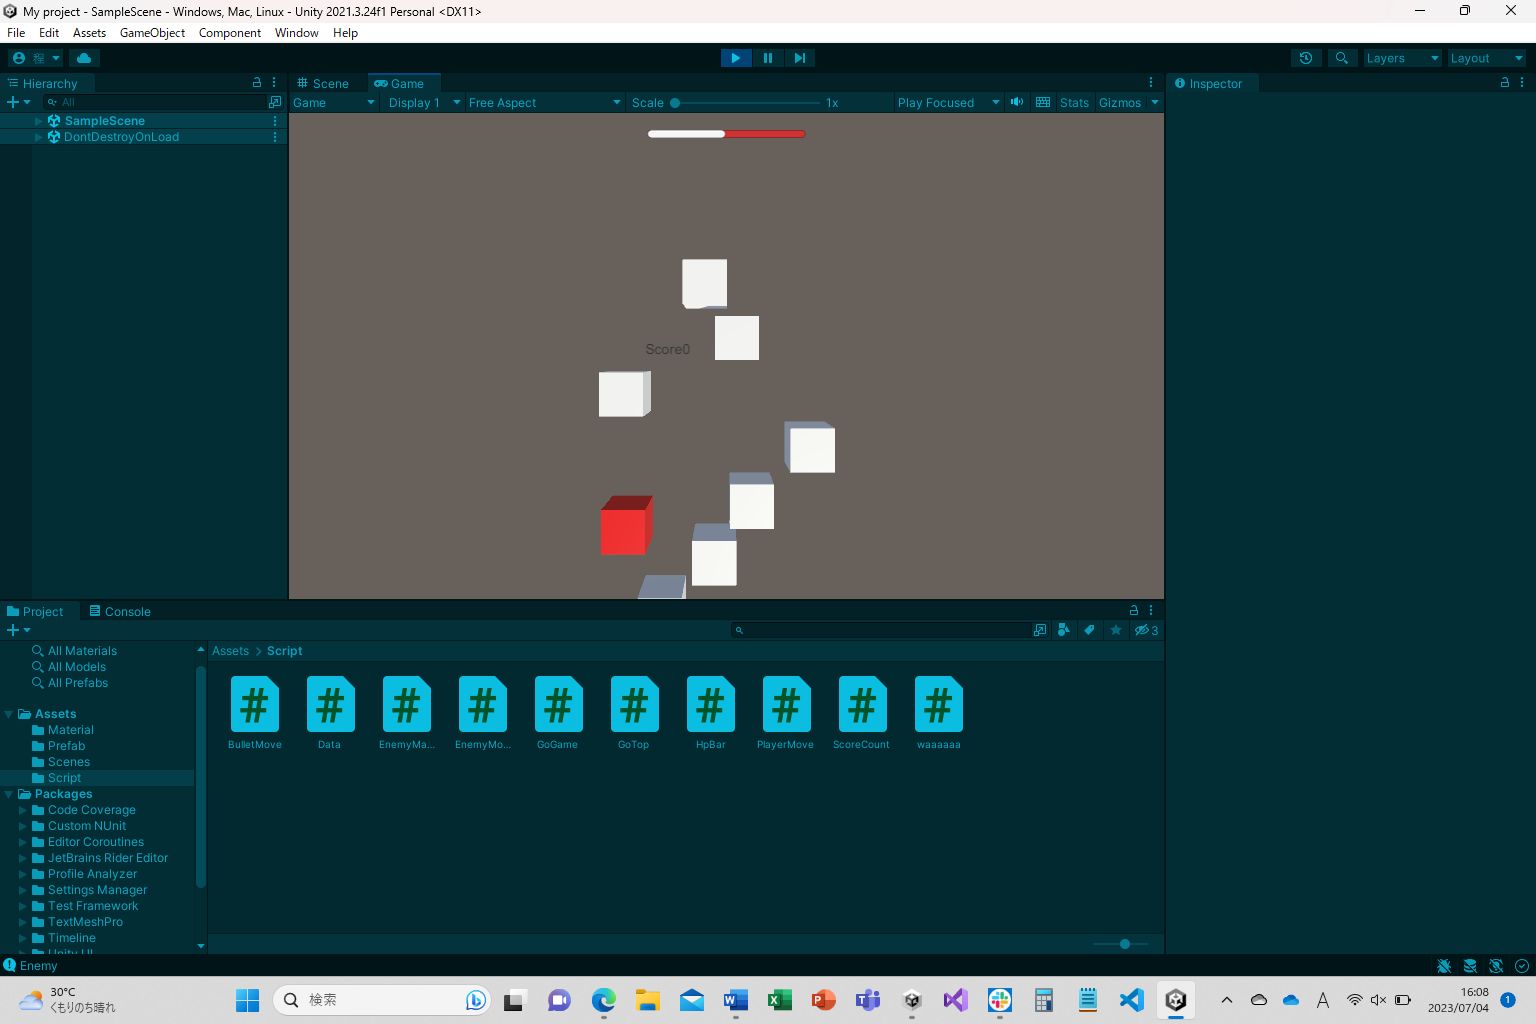 My project - SampleScene - Windows, Mac, Linux - Unity 2021.3.24f1 Personal <DX11>
File Edit Assets GameObject Component Window Help
程 Layers Layout
Hierarchy Scene Game Inspector
All Game Display 1 Free Aspect Scale 1x Play Focused Stats Gizmos
SampleScene
DontDestroyOnLoad
Score0
Project Console
3
All Materials
All Models
All Prefabs
Assets > Script
Assets
Material
Prefab
Scenes
Script
Packages
Code Coverage
Custom NUnit
Editor Coroutines
JetBrains Rider Editor
Profile Analyzer
Settings Manager
Test Framework
TextMeshPro
Timeline
Unity UI
BulletMove Data EnemyMa... EnemyMo... GoGame GoTop HpBar PlayerMove ScoreCount waaaaaa
Enemy
30°C
くもりのち晴れ
検索
A
16:08
2023/07/04
1